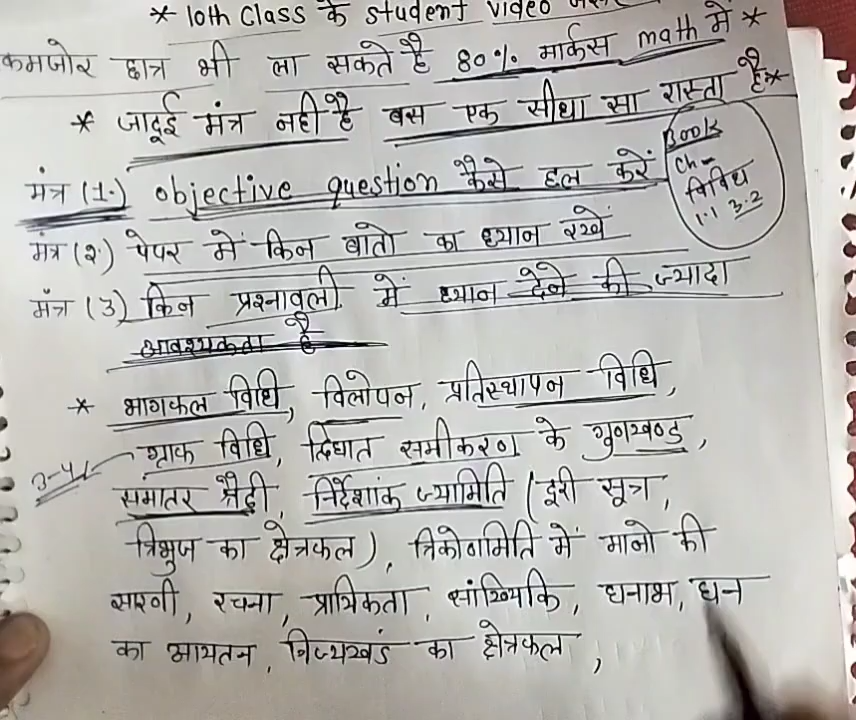 * 10th Class के student video
कमजोर छात्र भी ला सकते है 80% मार्कस math में *
* जादूई मंत्र नही है बस एक सीधा सा रास्ता है *
मंत्र (1.) objective question कैसे हल करें
Book
Ch-
विविध
1.1 3.2
मंत्र (२.) पेपर में किन बातो का ध्यान रखें
मंत्र (3) किन प्रश्नावली में ध्यान देने की ज्यादा
आवश्यकता है
* भागफल विधि, विलोपन, प्रतिस्थापन विधि,
ग्राफ विधि, द्विघात समीकरण के गुणखण्ड,
3-4
समांतर श्रेढ़ी, निर्देशांक ज्यामिति (दूरी सूत्र,
त्रिभुज का क्षेत्रफल), त्रिकोणमिति में मानो की
सारणी, रचना, प्रायिकता, सांख्यिकि, घनाभ, घन
का आयतन, त्रिज्यखंड का क्षेत्रफल,